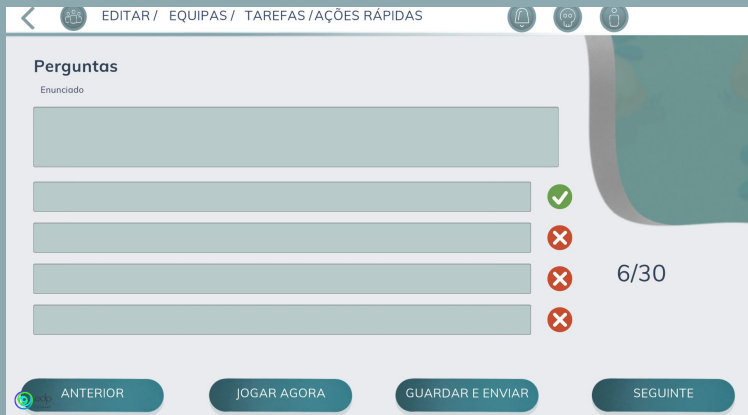 EDITAR / EQUIPAS / TAREFAS /AÇÕES RÁPIDAS
Perguntas
Enunciado
6/30
ANTERIOR
JOGAR AGORA
GUARDAR E ENVIAR
SEGUINTE